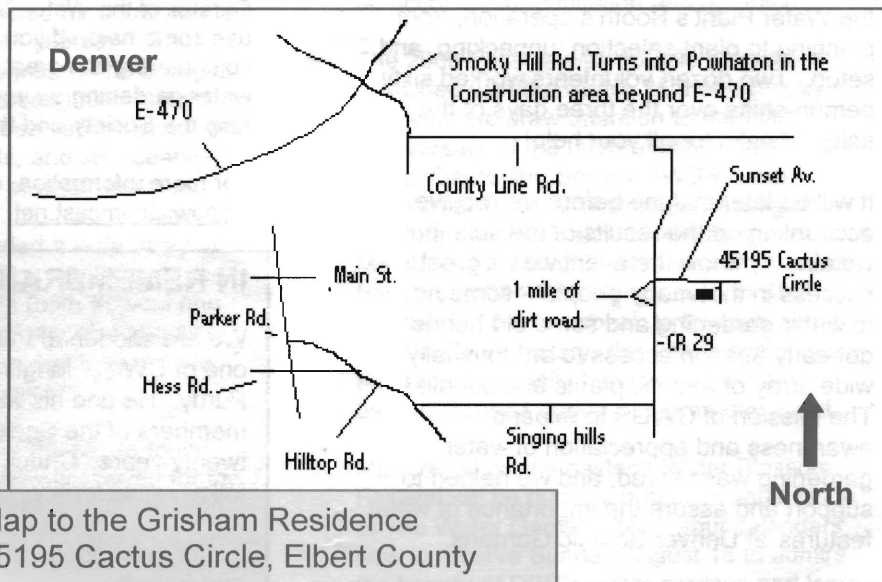 Denver
E-470
Smoky Hill Rd. Turns into Powhaton in the
Construction area beyond E-470
County Line Rd.
Sunset Av.
45195 Cactus
Circle
Main St.
1 mile of
dirt road.
Parker Rd.
CR 29
Hess Rd.
Hilltop Rd.
Singing hills
Rd.
North
Map to the Grisham Residence
45195 Cactus Circle, Elbert County